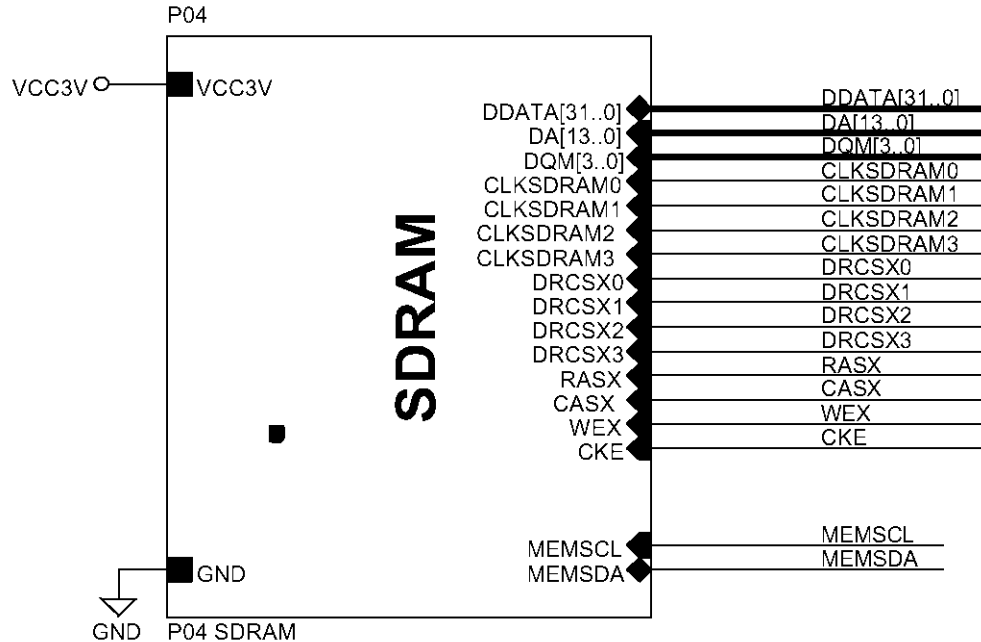 P04
VCC3V VCC3V
DDATA[31..0] DDATA[31..0]
DA[13..0] DA[13..0]
DQM[3..0] DQM[3..0]
CLKSDRAM0 CLKSDRAM0
CLKSDRAM1 CLKSDRAM1
CLKSDRAM2 CLKSDRAM2
CLKSDRAM3 CLKSDRAM3
DRCSX0 DRCSX0
DRCSX1 DRCSX1
DRCSX2 DRCSX2
DRCSX3 DRCSX3
RASX RASX
CASX CASX
WEX WEX
CKE CKE
SDRAM
MEMSCL MEMSCL
MEMSDA MEMSDA
GND
GND P04 SDRAM